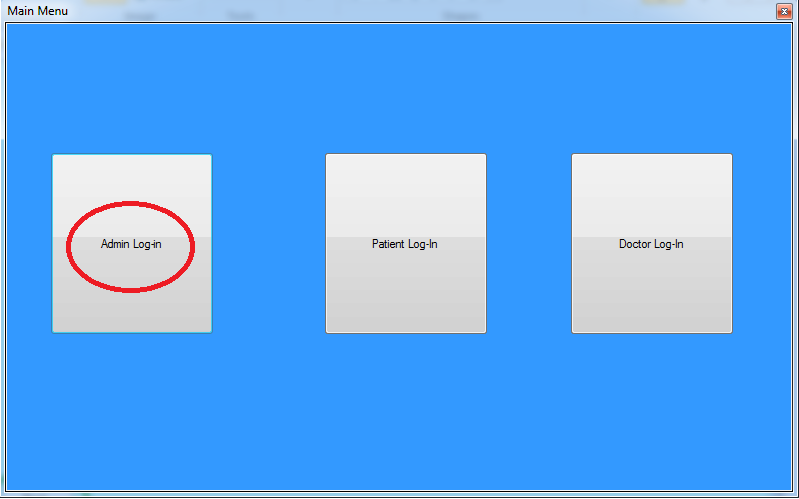 Main Menu
Admin Log-in
Patient Log-In
Doctor Log-In